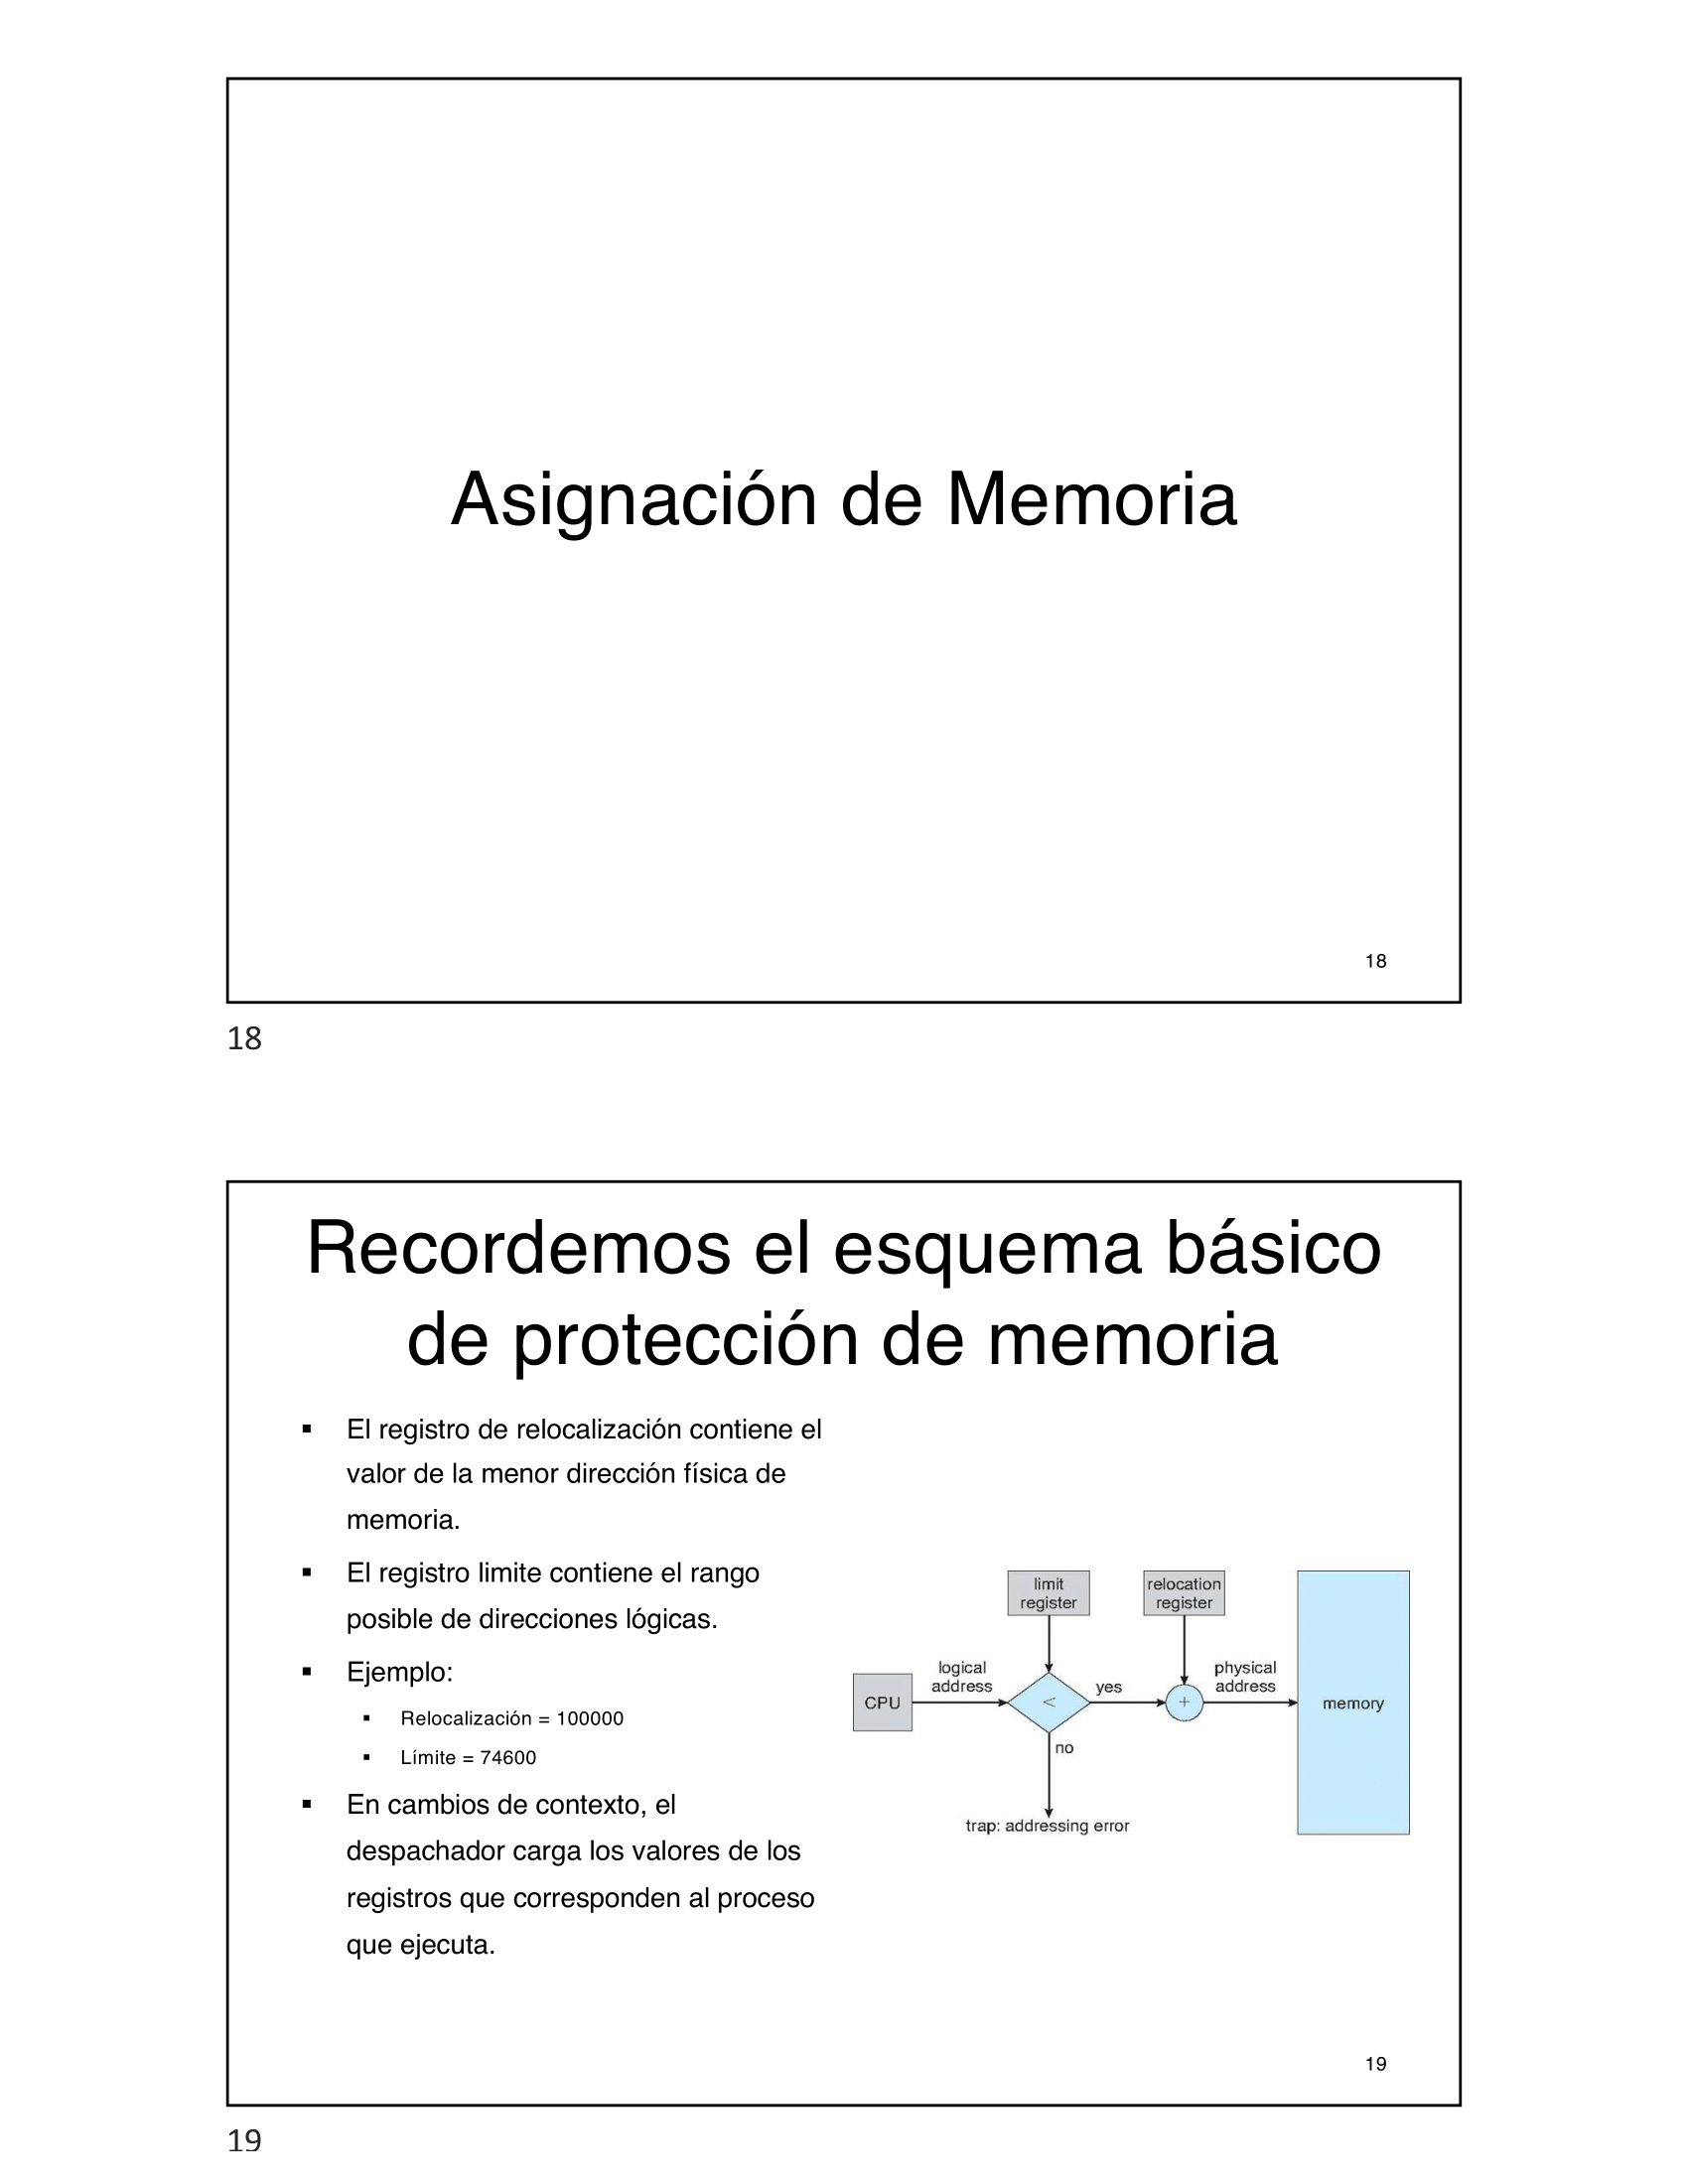 Asignación de Memoria
18
18
Recordemos el esquema básico
de protección de memoria
▪ El registro de relocalización contiene el
valor de la menor dirección física de
memoria.
▪ El registro limite contiene el rango
posible de direcciones lógicas.
▪ Ejemplo:
▪ Relocalización = 100000
▪ Límite = 74600
▪ En cambios de contexto, el
despachador carga los valores de los
registros que corresponden al proceso
que ejecuta.
limit
register
relocation
register
logical
address
CPU
<
yes
+
physical
address
memory
no
trap: addressing error
19
19